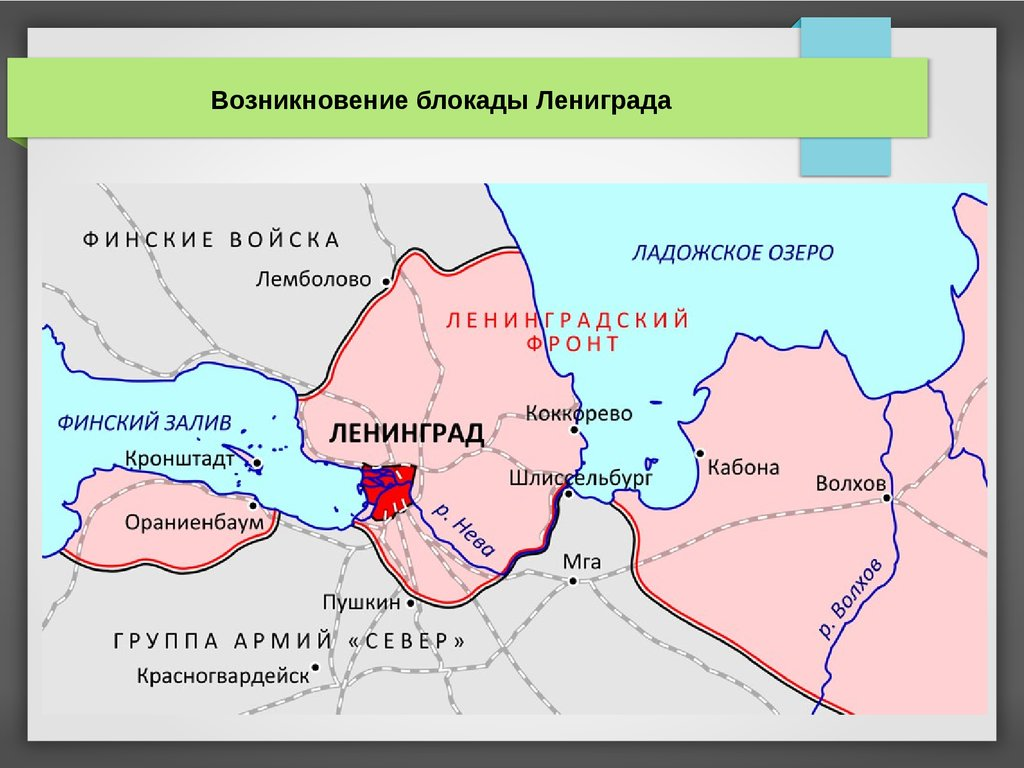 Возникновение блокады Лениграда
ФИНСКИЕ ВОЙСКА
ЛАДОЖСКОЕ ОЗЕРО
Лемболово
ЛЕНИНГРАДСКИЙ
ФРОНТ
ФИНСКИЙ ЗАЛИВ
Коккорево
ЛЕНИНГРАД
Кронштадт
Шлиссельбург
Кабона
Волхов
Ораниенбаум
р. Нева
Мга
р. Волхов
Пушкин
ГРУППА АРМИЙ «СЕВЕР»
Красногвардейск